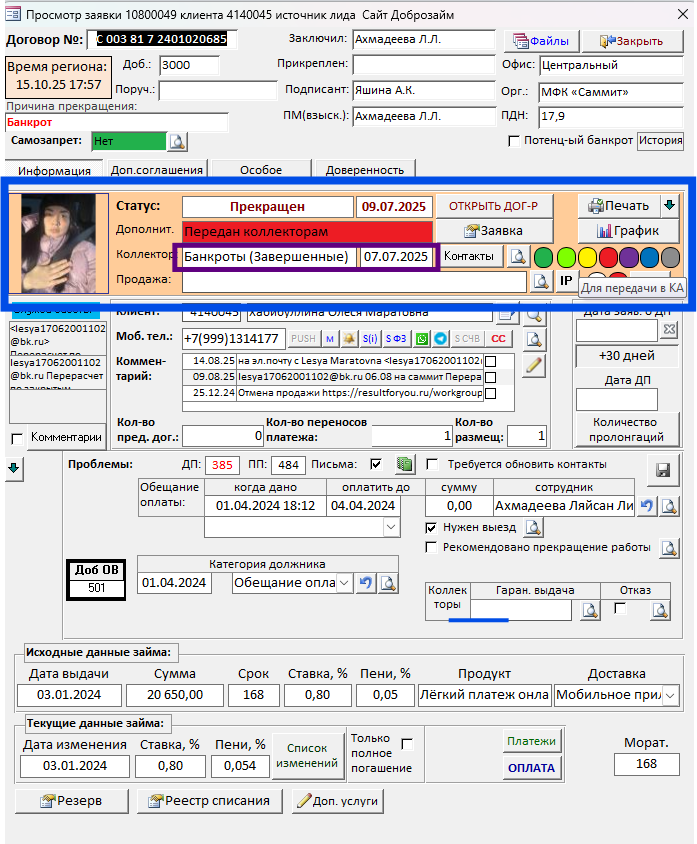 Просмотр заявки 10800049 клиента 4140045 источник лида Сайт Доброзайм
Договор №: С 003 81 7 2401020685 Заключил: Ахмадеева Л.Л. Файлы Закрыть
Время региона: 15.10.25 17:57 Доб.: 3000 Прикреплен: Офис: Центральный
Поруч.: Подписант: Яшина А.К. Орг.: МФК «Саммит»
Причина прекращения: ПМ(взыск.): Ахмадеева Л.Л. ПДН: 17,9
Банкрот
Самозапрет: Нет Потенц-ый банкрот История
Информация Доп.соглашения Особое Доверенность
Статус: Прекращен 09.07.2025 ОТКРЫТЬ ДОГ-Р Печать
Дополнит. Передан коллекторам Заявка График
Коллектор Банкроты (Завершенные) 07.07.2025 Контакты
Продажа: IP Для передачи в КА
Клиент: 4140045 Хабибуллина Олеся Маратовна Дата Заяв. о ДП
<lesya17062001102
@bk.ru>
Перерасчет по
lesya17062001102
@bk.ru Перерасчет
по закрытым
Моб. тел.: +7(999)1314177 PUSH М S(i) S ФЗ S СЧВ СС
+30 дней
Коммен-
тарий:
14.08.25 на эл.почту с Lesya Maratovna <lesya1706200110
09.08.25 lesya17062001102@bk.ru 06.08 на саммит Перера
25.12.24 Отмена продажи https://resultforyou.ru/workgroup
Дата ДП
Кол-во
пред. дог.: 0
Кол-во переносов
платежа: 1
Кол-во
размещ: 1
Количество
пролонгаций
Комментарии
Проблемы: ДП: 385 ПП: 484 Письма: Требуется обновить контакты
Обещание
оплаты:
когда дано оплатить до сумму сотрудник
01.04.2024 18:12 04.04.2024 0,00 Ахмадеева Ляйсан Ли
Нужен выезд
Рекомендовано прекращение работы
Доб ОВ
501
Категория должника
01.04.2024 Обещание опла
Коллек
торы
Гаран. выдача Отказ
Исходные данные займа:
Дата выдачи Сумма Срок Ставка, % Пени, % Продукт Доставка
03.01.2024 20 650,00 168 0,80 0,05 Лёгкий платеж онла Мобильное прил
Текущие данные займа:
Дата изменения Ставка, % Пени, %
03.01.2024 0,80 0,054
Список
изменений
Только
полное
погашение
Платежи
ОПЛАТА
Морат.
168
Резерв Реестр списания Доп. услуги